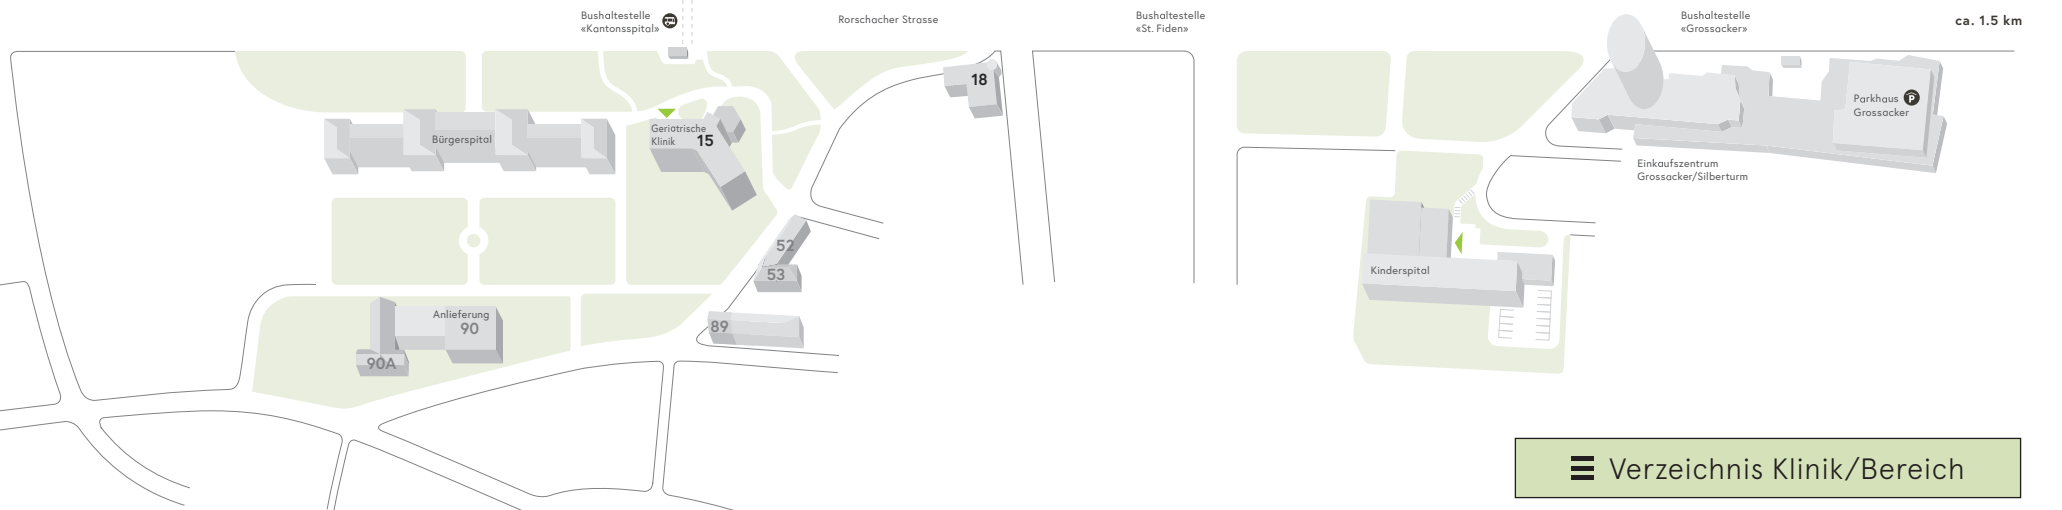 Bushaltestelle
«Kantonsspital»
Rorschacher Strasse
Bushaltestelle
«St. Fiden»
Bushaltestelle
«Grossacker»
ca. 1.5 km
18
Parkhaus P
Grossacker
Geriatrische
Klinik 15
Bürgerspital
Einkaufszentrum
Grossacker/Silberturm
52
53
Kinderspital
Anlieferung
90
89
90A
Verzeichnis Klinik/Bereich